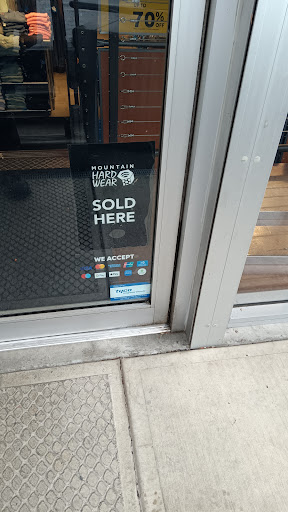 70% OFF
MOUNTAIN
HARD
WEAR
SOLD
HERE
WE ACCEPT